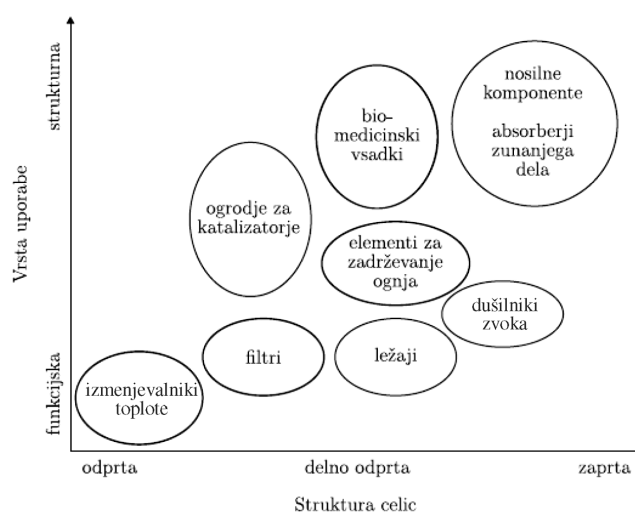 strukturna
Vrsta uporabe
funkcijska
nosilne
komponente
absorberji
zunanjega
dela
bio-
medicinski
vsadki
ogrodje za
katalizatorje
elementi za
zadrževanje
ognja
dušilniki
zvoka
filtri
ležaji
izmenjevalniki
toplote
odprta
delno odprta
zaprta
Struktura celic